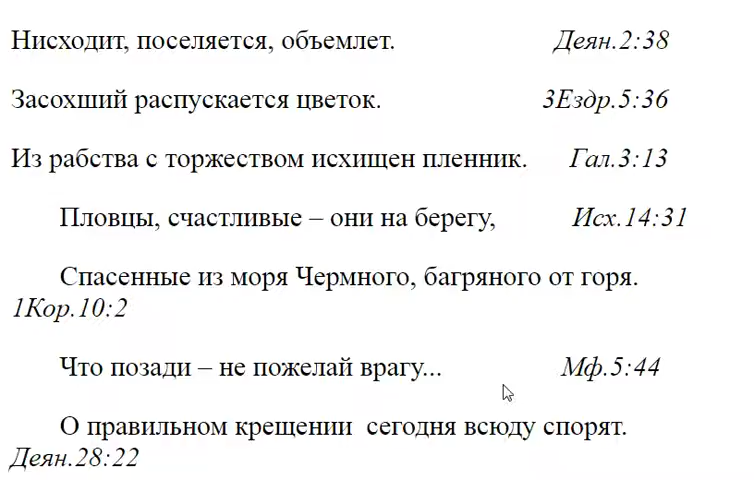 Нисходит, поселяется, объемлет. Деян.2:38
Засохший распускается цветок. 3Ездр.5:36
Из рабства с торжеством исхищен пленник. Гал.3:13
Пловцы, счастливые – они на берегу, Исх.14:31
Спасенные из моря Чермного, багряного от горя.
1Кор.10:2
Что позади – не пожелай врагу... Мф.5:44
О правильном крещении сегодня всюду спорят.
Деян.28:22